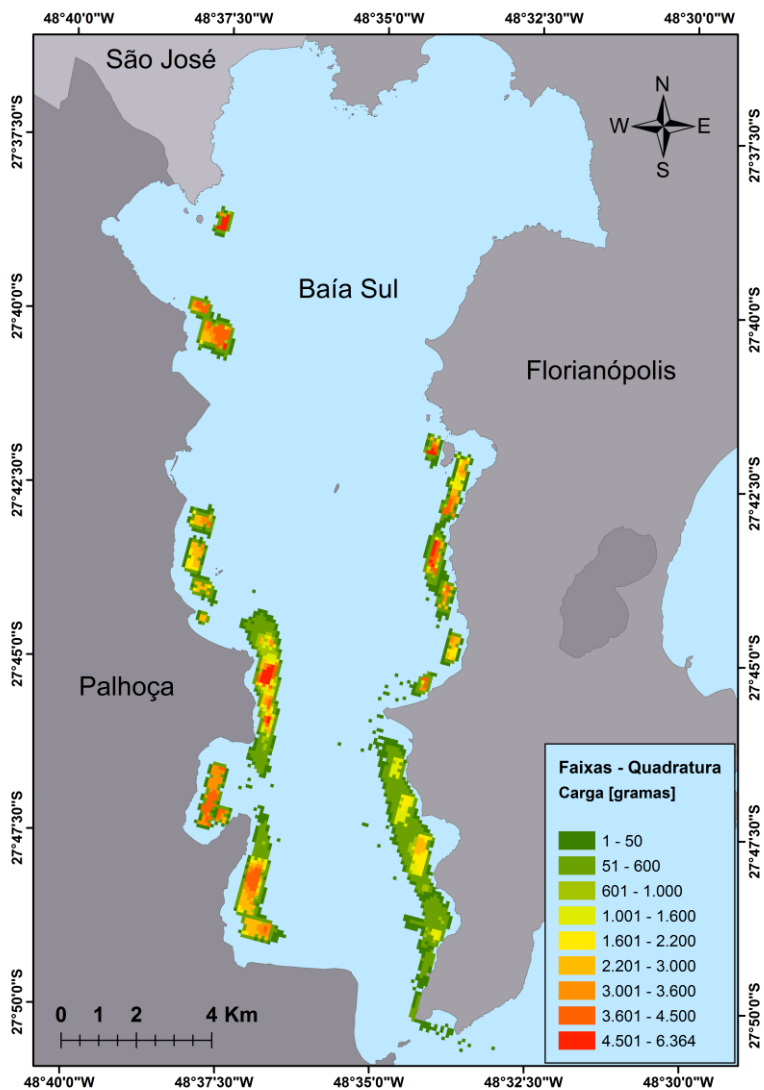 48°40'0"W 48°37'30"W 48°35'0"W 48°32'30"W 48°30'0"W
São José
N
W E
S
27°37'30"S
27°37'30"S
Baía Sul
27°40'0"S
27°40'0"S
Florianópolis
27°42'30"S
27°42'30"S
27°45'0"S
27°45'0"S
Palhoça
Faixas - Quadratura
Carga [gramas]
1 - 50
51 - 600
601 - 1.000
1.001 - 1.600
1.601 - 2.200
2.201 - 3.000
3.001 - 3.600
3.601 - 4.500
4.501 - 6.364
27°47'30"S
27°47'30"S
27°50'0"S
27°50'0"S
0 1 2 4 Km
48°40'0"W 48°37'30"W 48°35'0"W 48°32'30"W 48°30'0"W